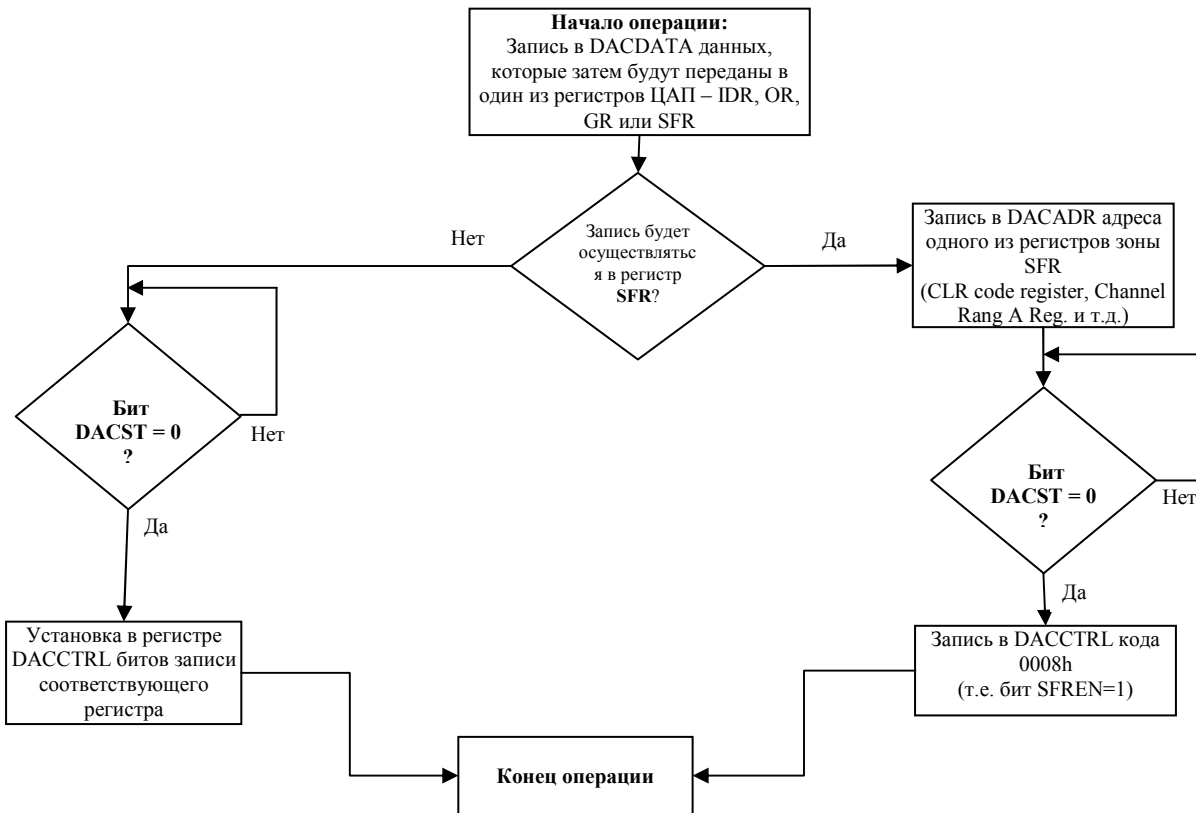 Начало операции:
Запись в DACDATA данных,
которые затем будут переданы в
один из регистров ЦАП – IDR, OR,
GR или SFR
Запись будет
осуществлятьс
я в регистр
SFR?
Нет
Да
Запись в DACADR адреса
одного из регистров зоны
SFR
(CLR code register, Channel
Rang A Reg. и т.д.)
Бит
DACST = 0
?
Нет
Да
Бит
DACST = 0
?
Нет
Да
Установка в регистре
DACCTRL битов записи
соответствующего
регистра
Запись в DACCTRL кода
0008h
(т.е. бит SFREN=1)
Конец операции